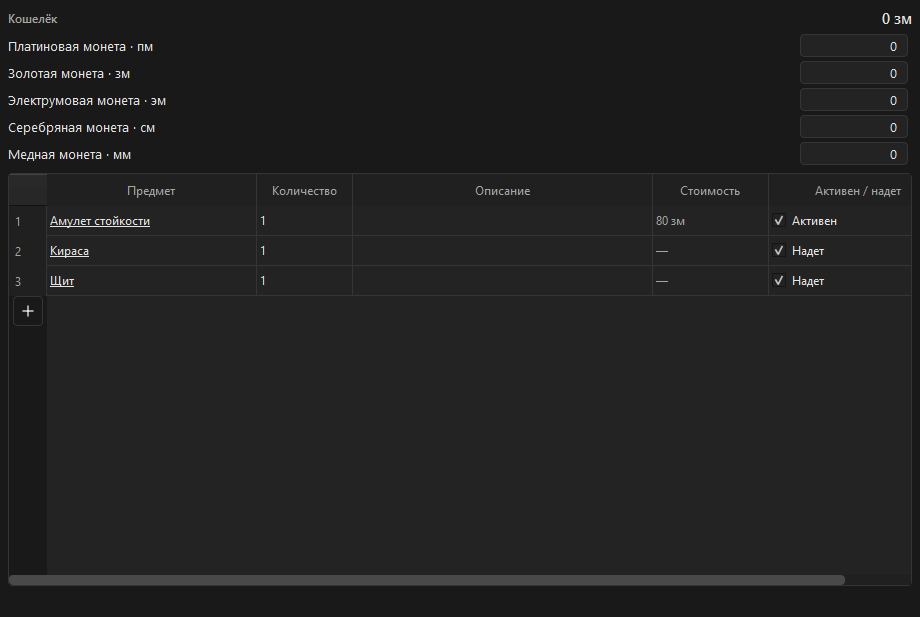 Кошелёк 0 зм
Платиновая монета · пм 0
Золотая монета · зм 0
Электрумовая монета · эм 0
Серебряная монета · см 0
Медная монета · мм 0
Предмет Количество Описание Стоимость Активен / надет
1 Амулет стойкости 1 80 зм ✓ Активен
2 Кираса 1 — ✓ Надет
3 Щит 1 — ✓ Надет
+